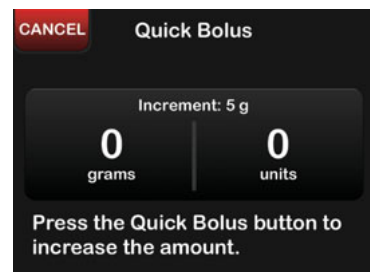 CANCEL Quick Bolus
Increment: 5 g
0 0
grams units
Press the Quick Bolus button to
increase the amount.